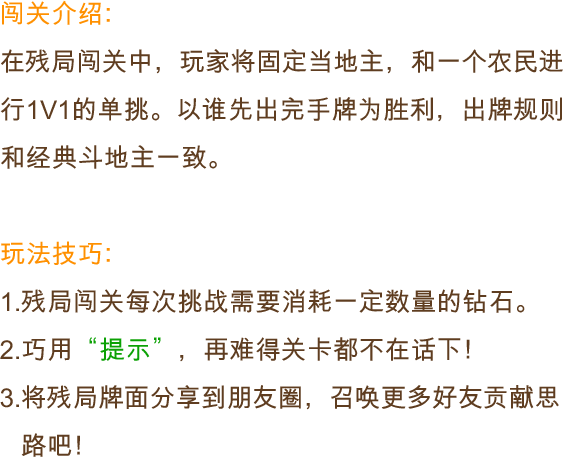 闯关介绍:
在残局闯关中，玩家将固定当地主，和一个农民进
行1V1的单挑。以谁先出完手牌为胜利，出牌规则
和经典斗地主一致。
玩法技巧:
1.残局闯关每次挑战需要消耗一定数量的钻石。
2.巧用“提示”，再难得关卡都不在话下！
3.将残局牌面分享到朋友圈，召唤更多好友贡献思
路吧！